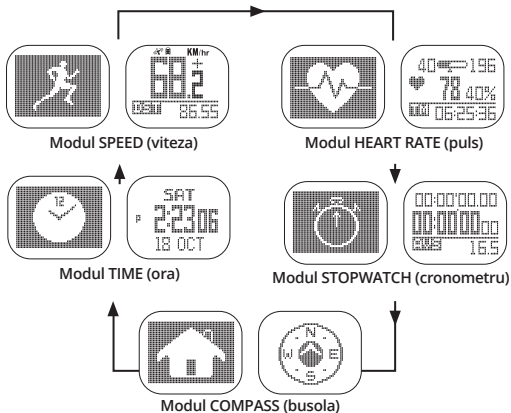 KM/hr
68.2
DST 86.55
Modul SPEED (viteza)
40 196
78 40%
TM 06:25:36
Modul HEART RATE (puls)
12
SAT
P 2:23 06
18 OCT
Modul TIME (ora)
00:00'00.00
00:00'00 00
16.5
Modul STOPWATCH (cronometru)
N
W E
S
Modul COMPASS (busola)